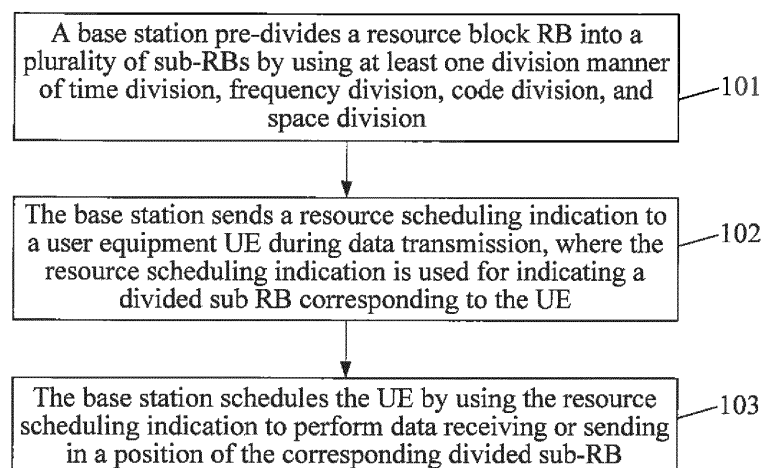 A base station pre-divides a resource block RB into a
plurality of sub-RBs by using at least one division manner
of time division, frequency division, code division, and
space division
101
The base station sends a resource scheduling indication to
a user equipment UE during data transmission, where the
resource scheduling indication is used for indicating a
divided sub RB corresponding to the UE
102
The base station schedules the UE by using the resource
scheduling indication to perform data receiving or sending
in a position of the corresponding divided sub-RB
103